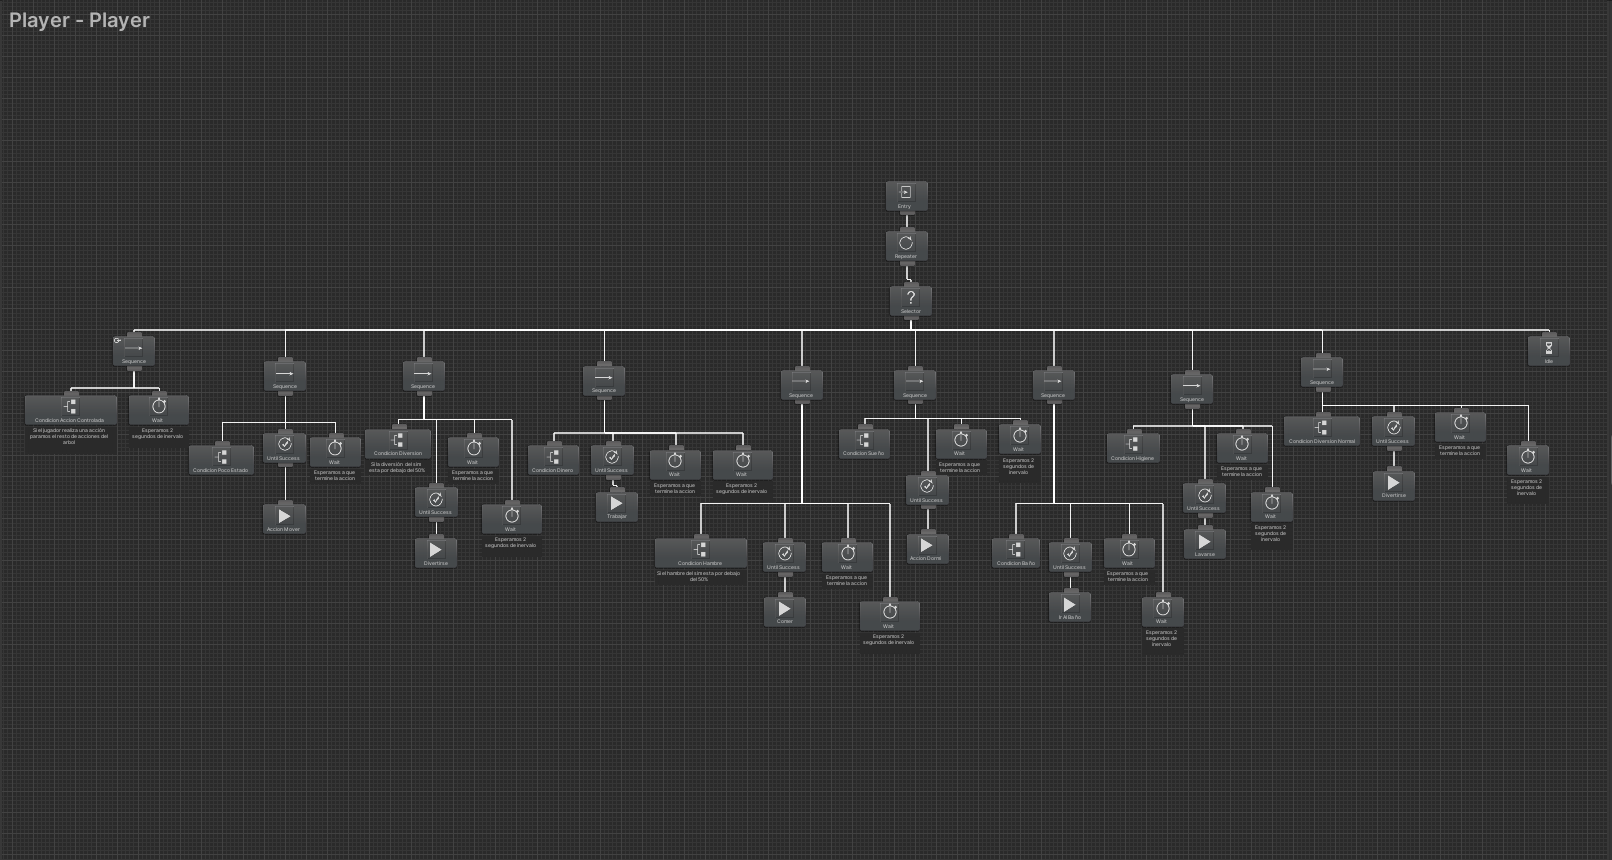 Player - Player
Entry
Repeater
Selector
Sequence
Condicion Accion Controlada
Si el jugador realiza una acción
paramos el resto de acciones del
arbol
Wait
Esperamos 2
segundos de inervalo
Sequence
Condicion Poco Estado
Until Success
Accion Mover
Wait
Esperamos a que
termine la accion
Sequence
Condicion Diversion
Si la diversión del sim
esta por debajo del 50%
Until Success
Divertirse
Wait
Esperamos a que
termine la accion
Wait
Esperamos 2
segundos de inervalo
Sequence
Condicion Dinero
Until Success
Trabajar
Wait
Esperamos a que
termine la accion
Wait
Esperamos 2
segundos de inervalo
Sequence
Condicion Hambre
Si el hambre del sim esta por debajo
del 50%
Until Success
Comer
Wait
Esperamos a que
termine la accion
Wait
Esperamos 2
segundos de inervalo
Sequence
Condicion Sueño
Until Success
Accion Dormi
Wait
Esperamos a que
termine la accion
Wait
Esperamos 2
segundos de
inervalo
Sequence
Condicion Baño
Until Success
Ir Al Baño
Wait
Esperamos a que
termine la accion
Wait
Esperamos 2
segundos de
inervalo
Sequence
Condicion Higiene
Until Success
Lavarse
Wait
Esperamos a que
termine la accion
Wait
Esperamos 2
segundos de
inervalo
Sequence
Condicion Diversion Normal
Until Success
Divertirse
Wait
Esperamos a que
termine la accion
Wait
Esperamos 2
segundos de
inervalo
Idle